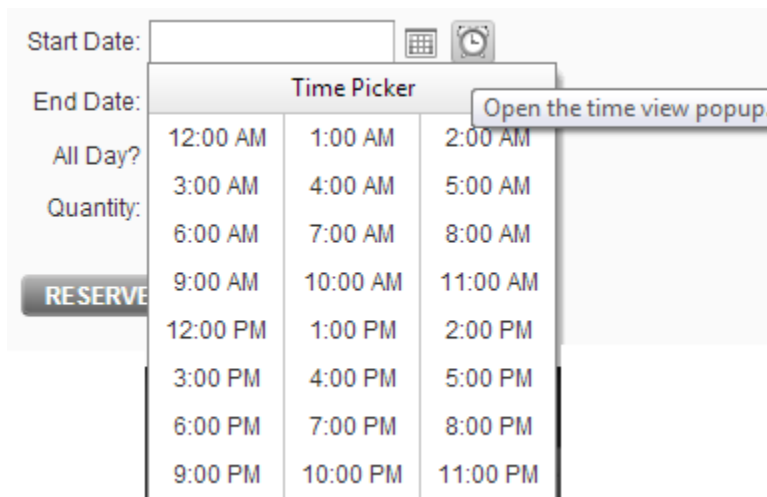 Start Date:
Time Picker
End Date:
Open the time view popup.
12:00 AM 1:00 AM 2:00 AM
All Day?
3:00 AM 4:00 AM 5:00 AM
Quantity:
6:00 AM 7:00 AM 8:00 AM
9:00 AM 10:00 AM 11:00 AM
RESERVE
12:00 PM 1:00 PM 2:00 PM
3:00 PM 4:00 PM 5:00 PM
6:00 PM 7:00 PM 8:00 PM
9:00 PM 10:00 PM 11:00 PM